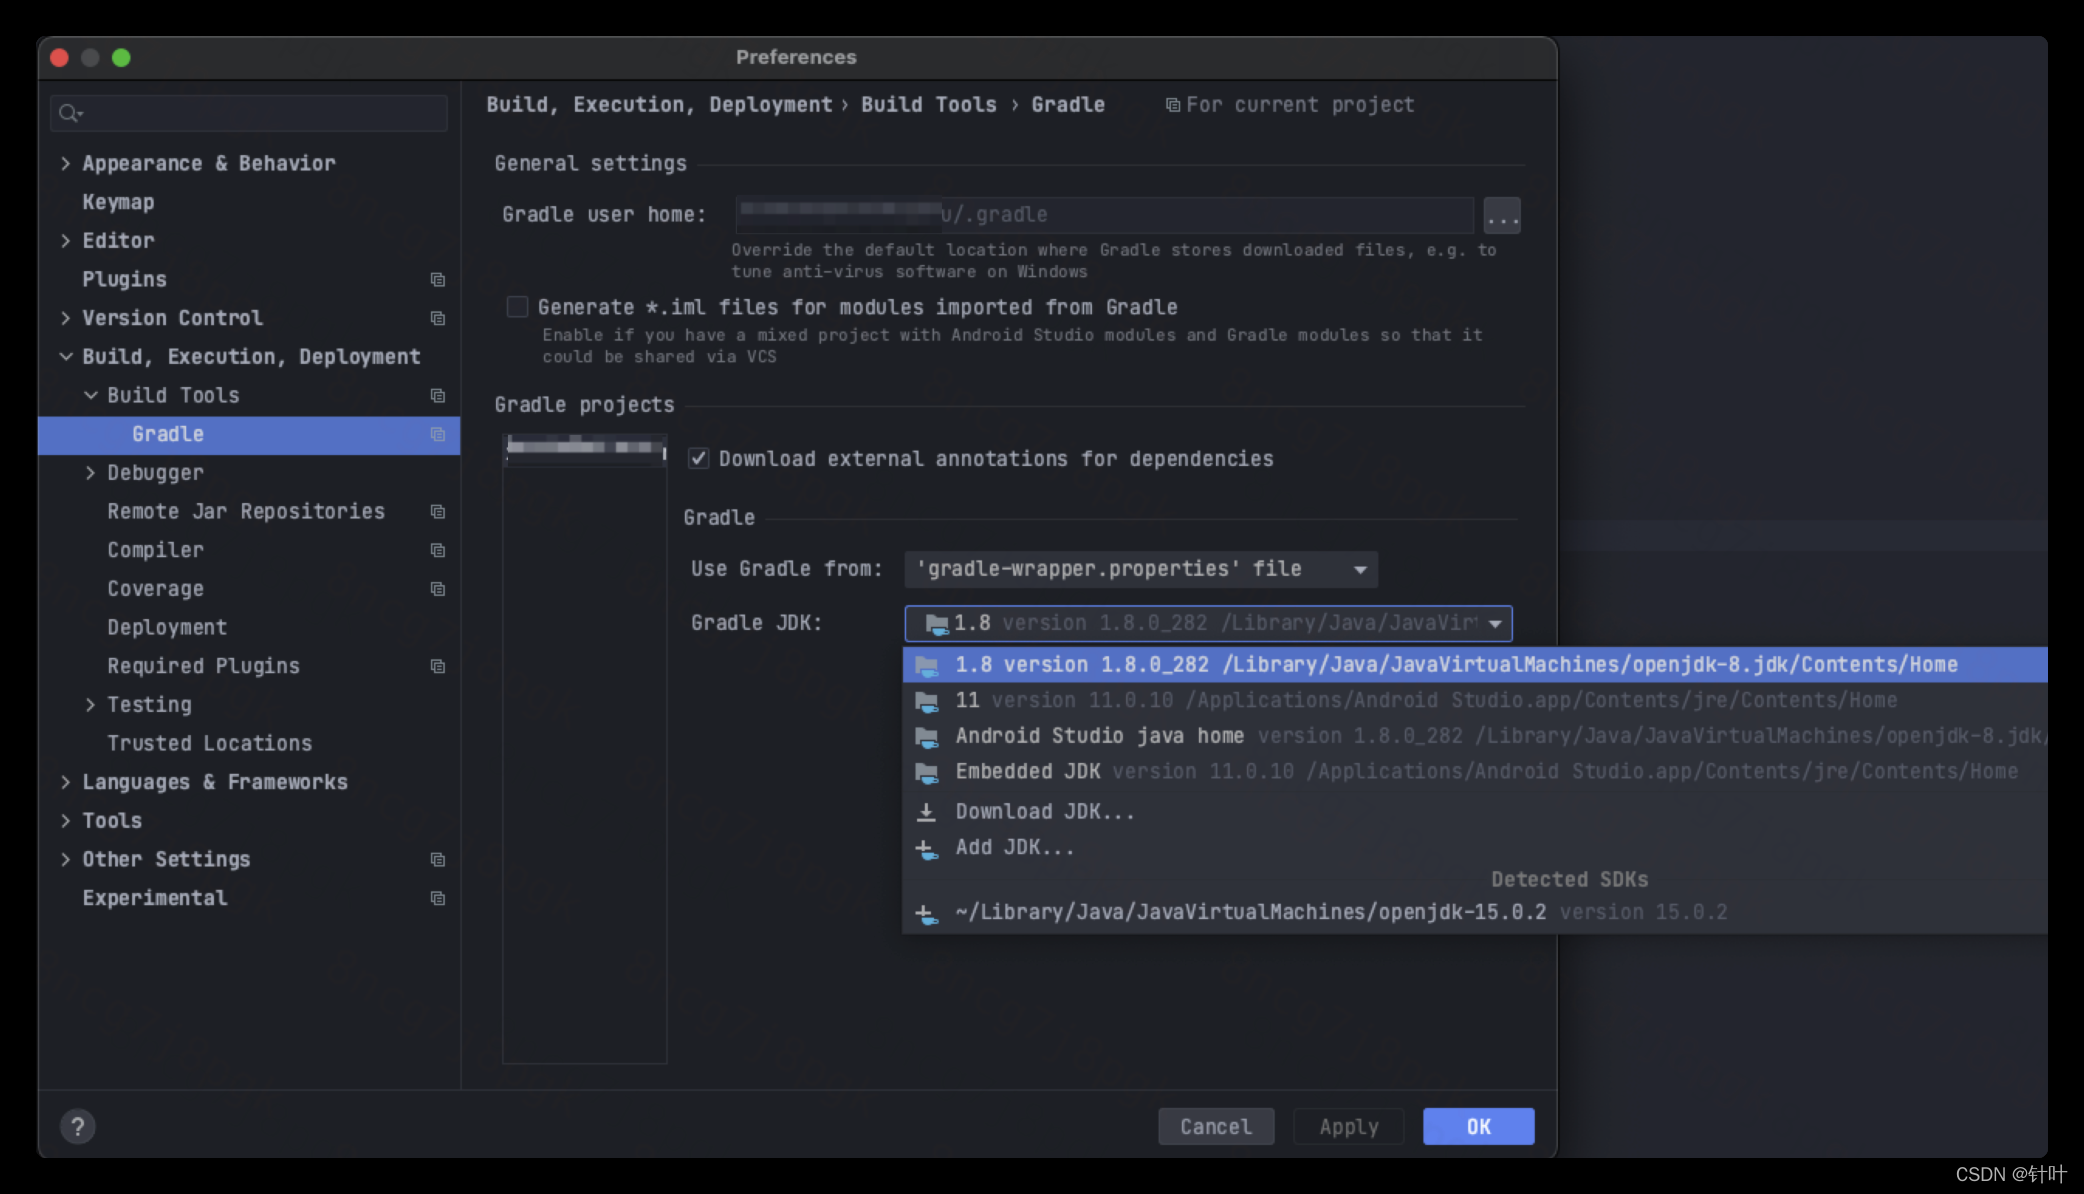 Preferences
Build, Execution, Deployment › Build Tools › Gradle
For current project
Appearance & Behavior
Keymap
Editor
Plugins
Version Control
Build, Execution, Deployment
Build Tools
Gradle
Debugger
Remote Jar Repositories
Compiler
Coverage
Deployment
Required Plugins
Testing
Trusted Locations
Languages & Frameworks
Tools
Other Settings
Experimental
General settings
Gradle user home:
u/.gradle
...
Override the default location where Gradle stores downloaded files, e.g. to
tune anti-virus software on Windows
Generate *.iml files for modules imported from Gradle
Enable if you have a mixed project with Android Studio modules and Gradle modules so that it
could be shared via VCS
Gradle projects
Download external annotations for dependencies
Gradle
Use Gradle from: 'gradle-wrapper.properties' file
Gradle JDK: 1.8 version 1.8.0_282 /Library/Java/JavaVirt
1.8 version 1.8.0_282 /Library/Java/JavaVirtualMachines/openjdk-8.jdk/Contents/Home
11 version 11.0.10 /Applications/Android Studio.app/Contents/jre/Contents/Home
Android Studio java home version 1.8.0_282 /Library/Java/JavaVirtualMachines/openjdk-8.jdk/
Embedded JDK version 11.0.10 /Applications/Android Studio.app/Contents/jre/Contents/Home
Download JDK...
Add JDK...
Detected SDKs
~/Library/Java/JavaVirtualMachines/openjdk-15.0.2 version 15.0.2
?
Cancel
Apply
OK
CSDN @针叶